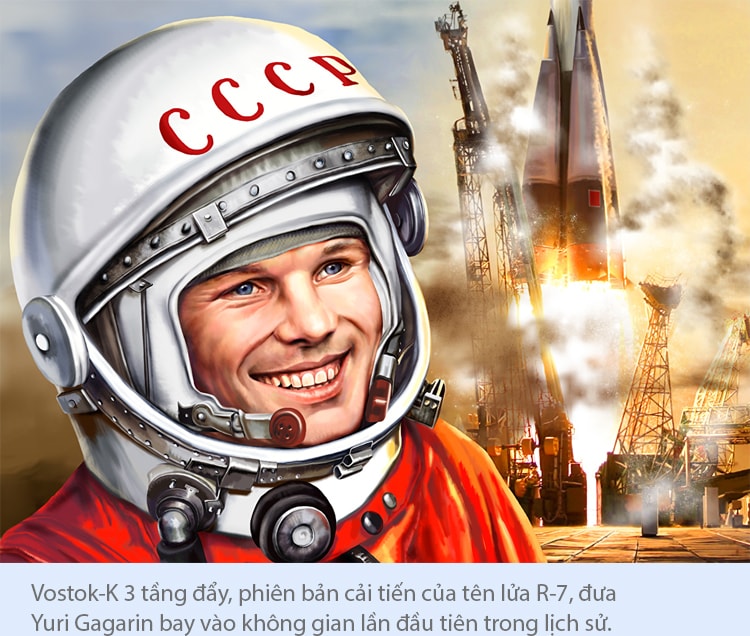 СССР
Vostok-K 3 tầng đẩy, phiên bản cải tiến của tên lửa R-7, đưa
Yuri Gagarin bay vào không gian lần đầu tiên trong lịch sử.